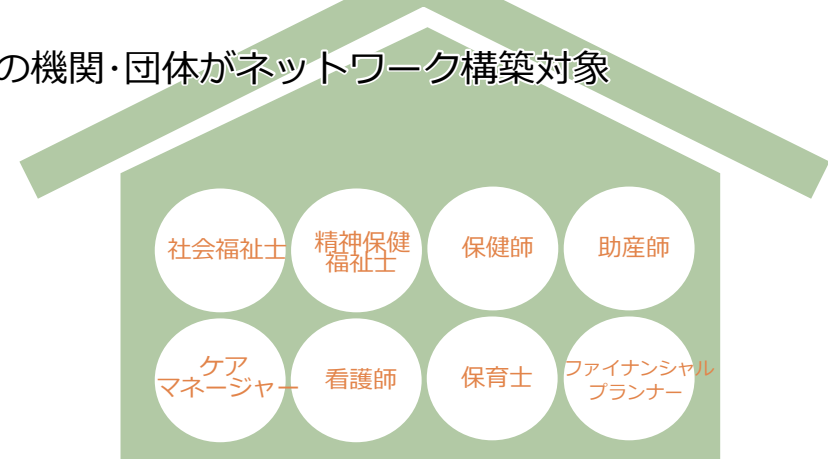 の機関･団体がネットワーク構築対象
社会福祉士
精神保健
福祉士
保健師
助産師
ケア
マネージャー
看護師
保育士
ファイナンシャル
プランナー